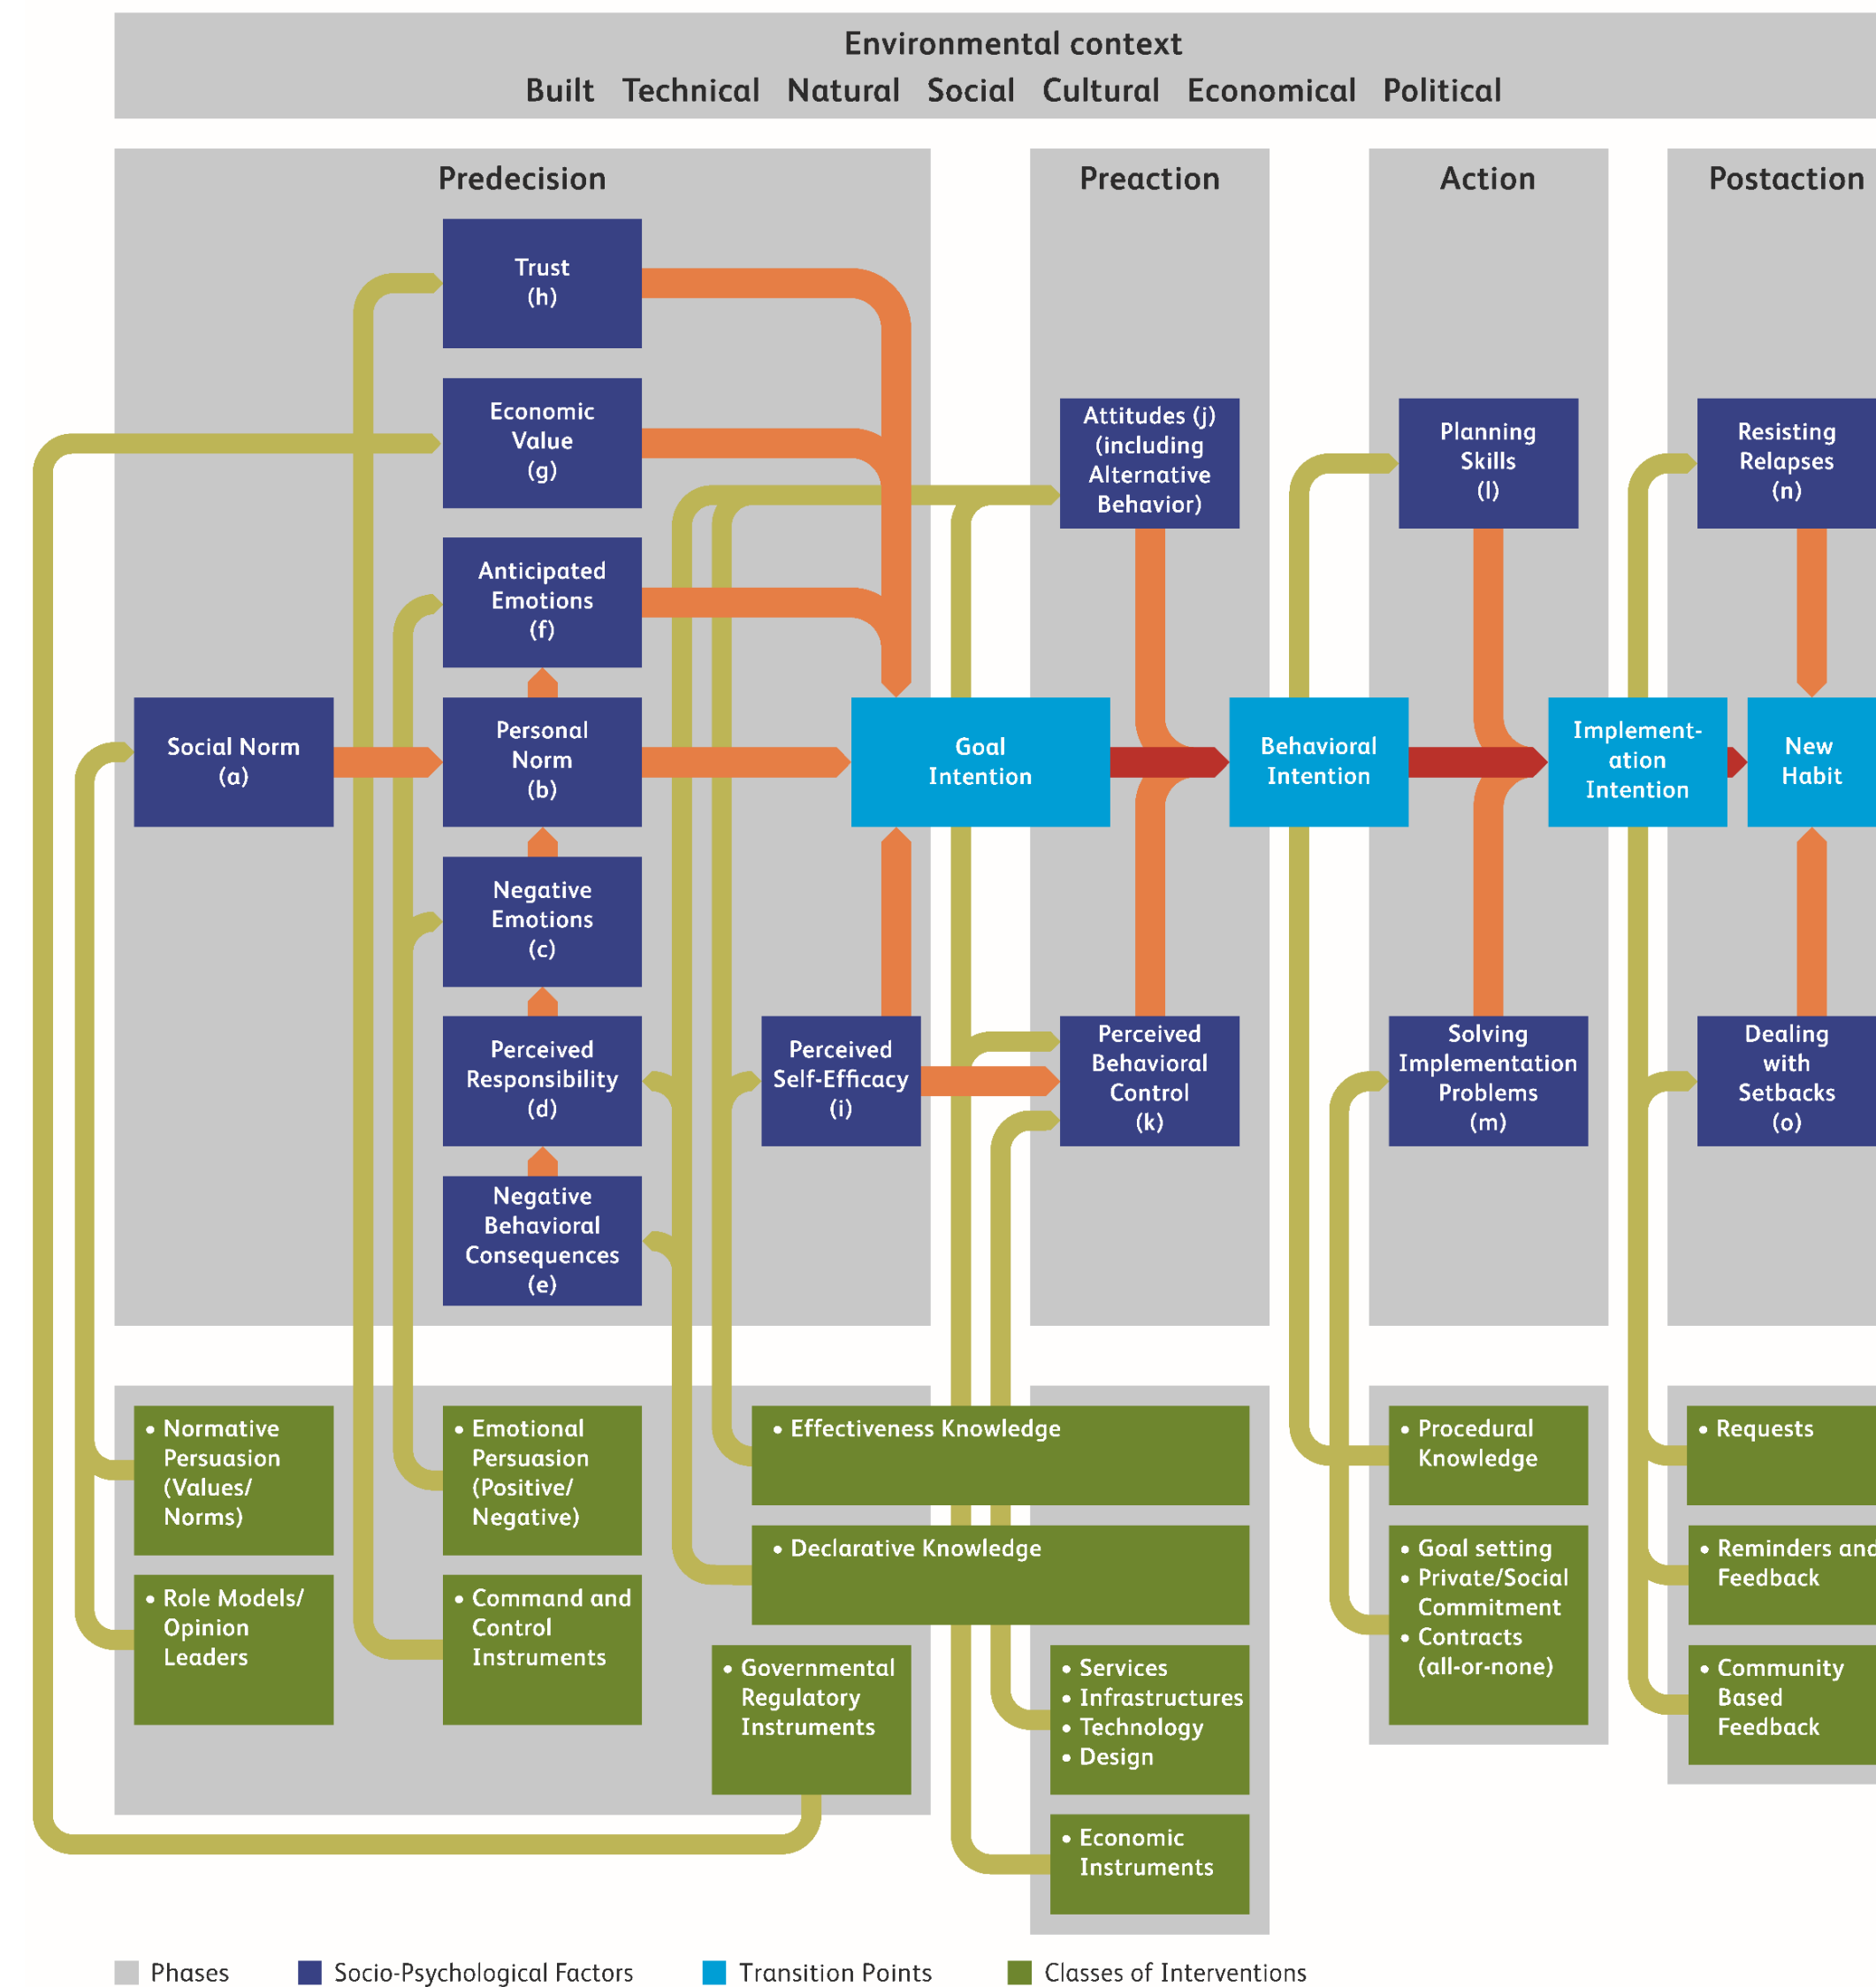 Environmental context
Built Technical Natural Social Cultural Economical Political
Predecision
Preaction
Action
Postaction
Trust
(h)
Economic
Value
(g)
Anticipated
Emotions
(f)
Social Norm
(a)
Personal
Norm
(b)
Negative
Emotions
(c)
Perceived
Responsibility
(d)
Negative
Behavioral
Consequences
(e)
Perceived
Self-Efficacy
(i)
Goal
Intention
Attitudes (j)
(including
Alternative
Behavior)
Perceived
Behavioral
Control
(k)
Behavioral
Intention
Planning
Skills
(l)
Solving
Implementation
Problems
(m)
Implement-
ation
Intention
Resisting
Relapses
(n)
New
Habit
Dealing
with
Setbacks
(o)
• Normative
Persuasion
(Values/
Norms)
• Role Models/
Opinion
Leaders
• Emotional
Persuasion
(Positive/
Negative)
• Command and
Control
Instruments
• Effectiveness Knowledge
• Declarative Knowledge
• Governmental
Regulatory
Instruments
• Services
• Infrastructures
• Technology
• Design
• Economic
Instruments
• Procedural
Knowledge
• Goal setting
• Private/Social
Commitment
• Contracts
(all-or-none)
• Requests
• Reminders and
Feedback
• Community
Based
Feedback
Phases
Socio-Psychological Factors
Transition Points
Classes of Interventions